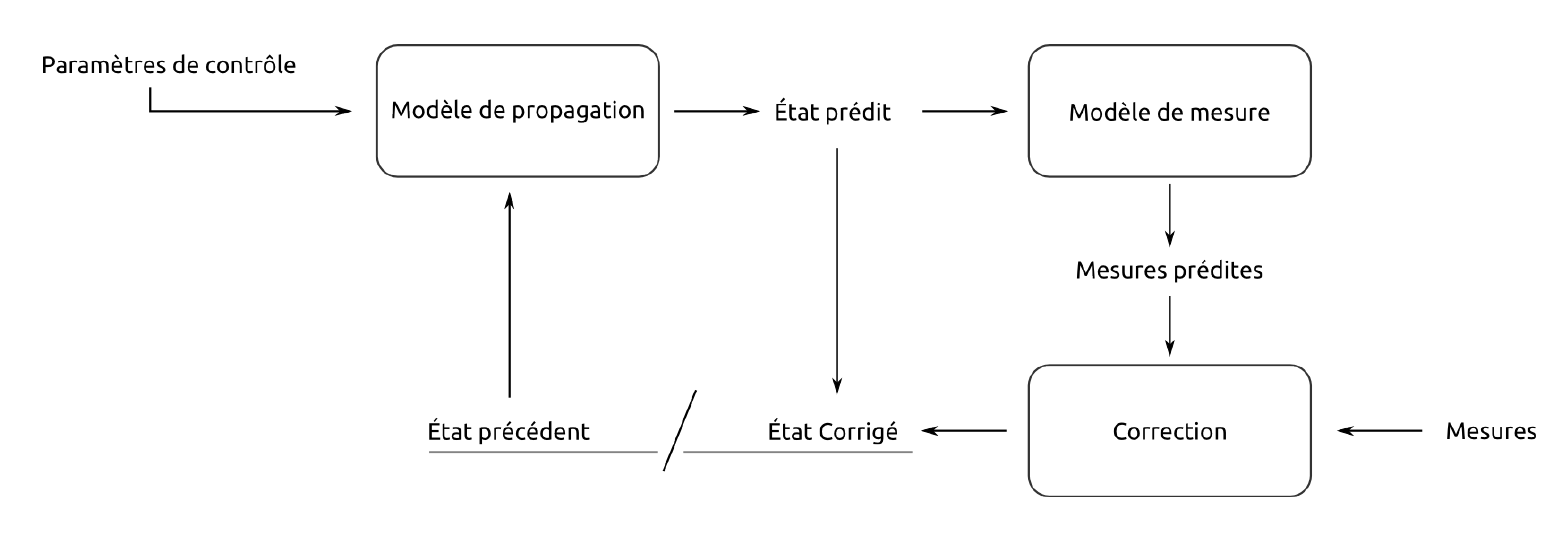 Paramètres de contrôle
Modèle de propagation
État prédit
Modèle de mesure
Mesures prédites
État précédent
État Corrigé
Correction
Mesures